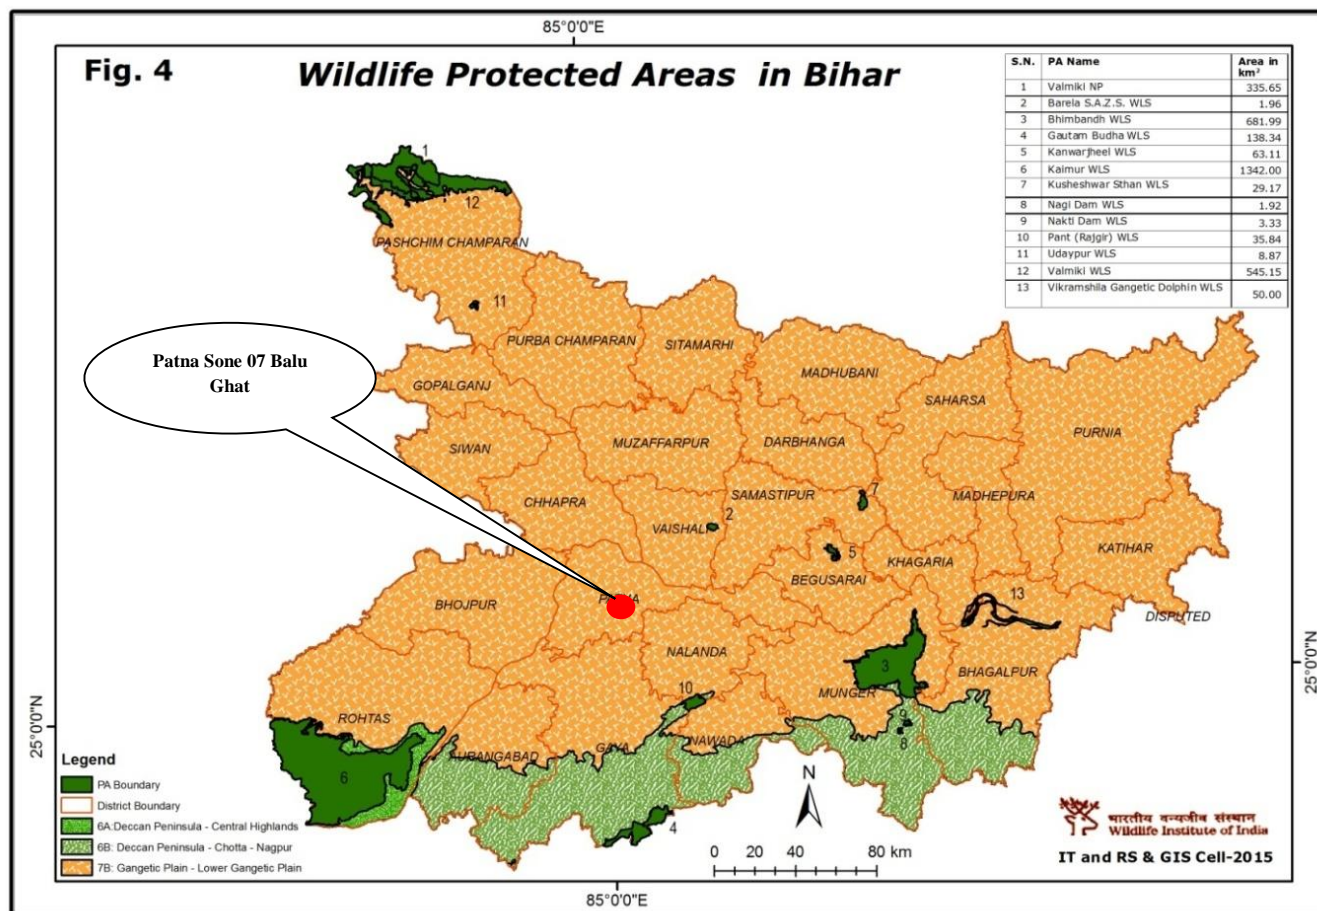 85°0'0"E
Fig. 4
Wildlife Protected Areas in Bihar
S.N. PA Name Area in km²
1 Valmiki NP 335.65
2 Barela S.A.Z.S. WLS 1.96
3 Bhimbandh WLS 681.99
4 Gautam Budha WLS 138.34
5 Kanwarjheel WLS 63.11
6 Kaimur WLS 1342.00
7 Kusheshwar Sthan WLS 29.17
8 Nagi Dam WLS 1.92
9 Nakti Dam WLS 3.33
10 Pant (Rajgir) WLS 35.84
11 Udaypur WLS 8.87
12 Valmiki WLS 545.15
13 Vikramshila Gangetic Dolphin WLS 50.00
1
12
PASHCHIM CHAMPARAN
11
PURBA CHAMPARAN
SITAMARHI
Patna Sone 07 Balu
Ghat
MADHUBANI
GOPALGANJ
SAHARSA
PURNIA
SIWAN
MUZAFFARPUR
DARBHANGA
CHHAPRA
SAMASTIPUR
7
MADHEPURA
VAISHALI
2
5
KHAGARIA
KATIHAR
BEGUSARAI
BHOJPUR
13
DISPUTED
NALANDA
3
BHAGALPUR
10
MUNGER
25°0'0"N
ROHTAS
9
25°0'0"N
AURANGABAD
GAYA
NAWADA
8
6
4
Legend
PA Boundary
District Boundary
6A:Deccan Peninsula - Central Highlands
6B: Deccan Peninsula - Chotta - Nagpur
7B: Gangetic Plain - Lower Gangetic Plain
N
0 20 40 80 km
भारतीय वन्यजीव संस्थान
Wildlife Institute of India
IT and RS & GIS Cell-2015
85°0'0"E